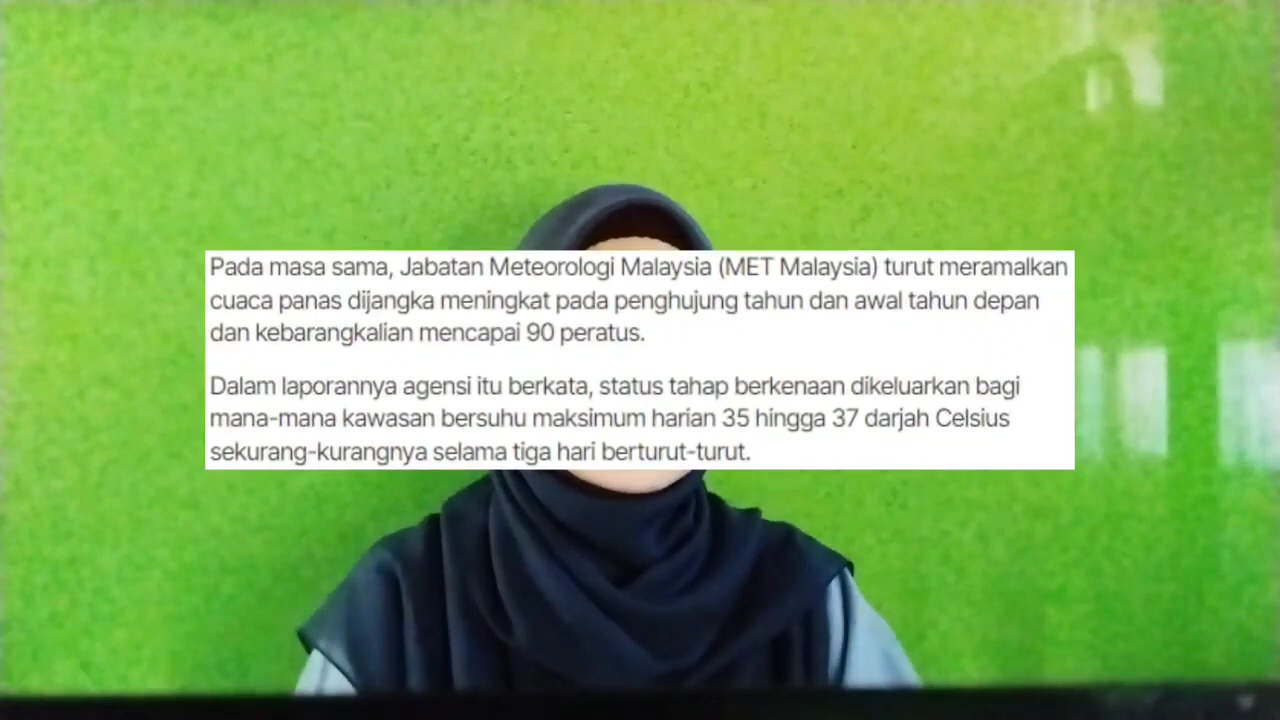 Pada masa sama, Jabatan Meteorologi Malaysia (MET Malaysia) turut meramalkan
cuaca panas dijangka meningkat pada penghujung tahun dan awal tahun depan
dan kebarangkalian mencapai 90 peratus.
Dalam laporannya agensi itu berkata, status tahap berkenaan dikeluarkan bagi
mana-mana kawasan bersuhu maksimum harian 35 hingga 37 darjah Celsius
sekurang-kurangnya selama tiga hari berturut-turut.